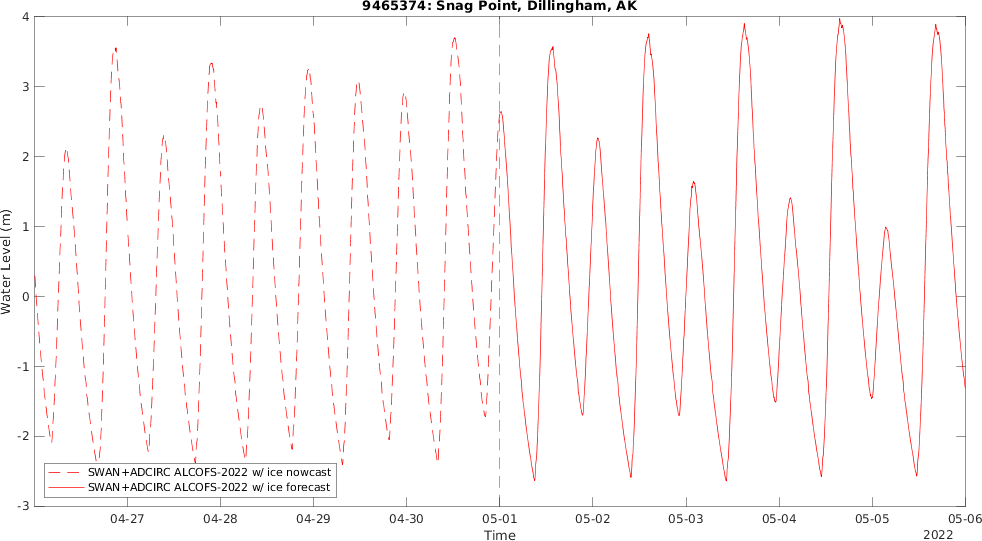 9465374: Snag Point, Dillingham, AK
4
3
2
1
0
-1
-2
-3
Water Level (m)
SWAN+ADCIRC ALCOFS-2022 w/ ice nowcast
SWAN+ADCIRC ALCOFS-2022 w/ ice forecast
04-27 04-28 04-29 04-30 05-01 05-02 05-03 05-04 05-05 05-06
Time
2022